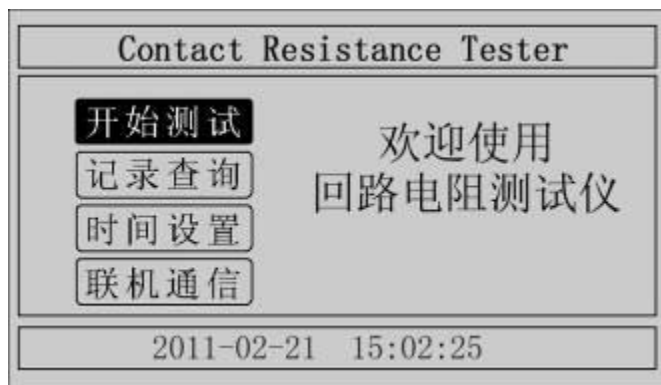 Contact Resistance Tester
开始测试
记录查询
时间设置
联机通信
欢迎使用
回路电阻测试仪
2011-02-21 15:02:25